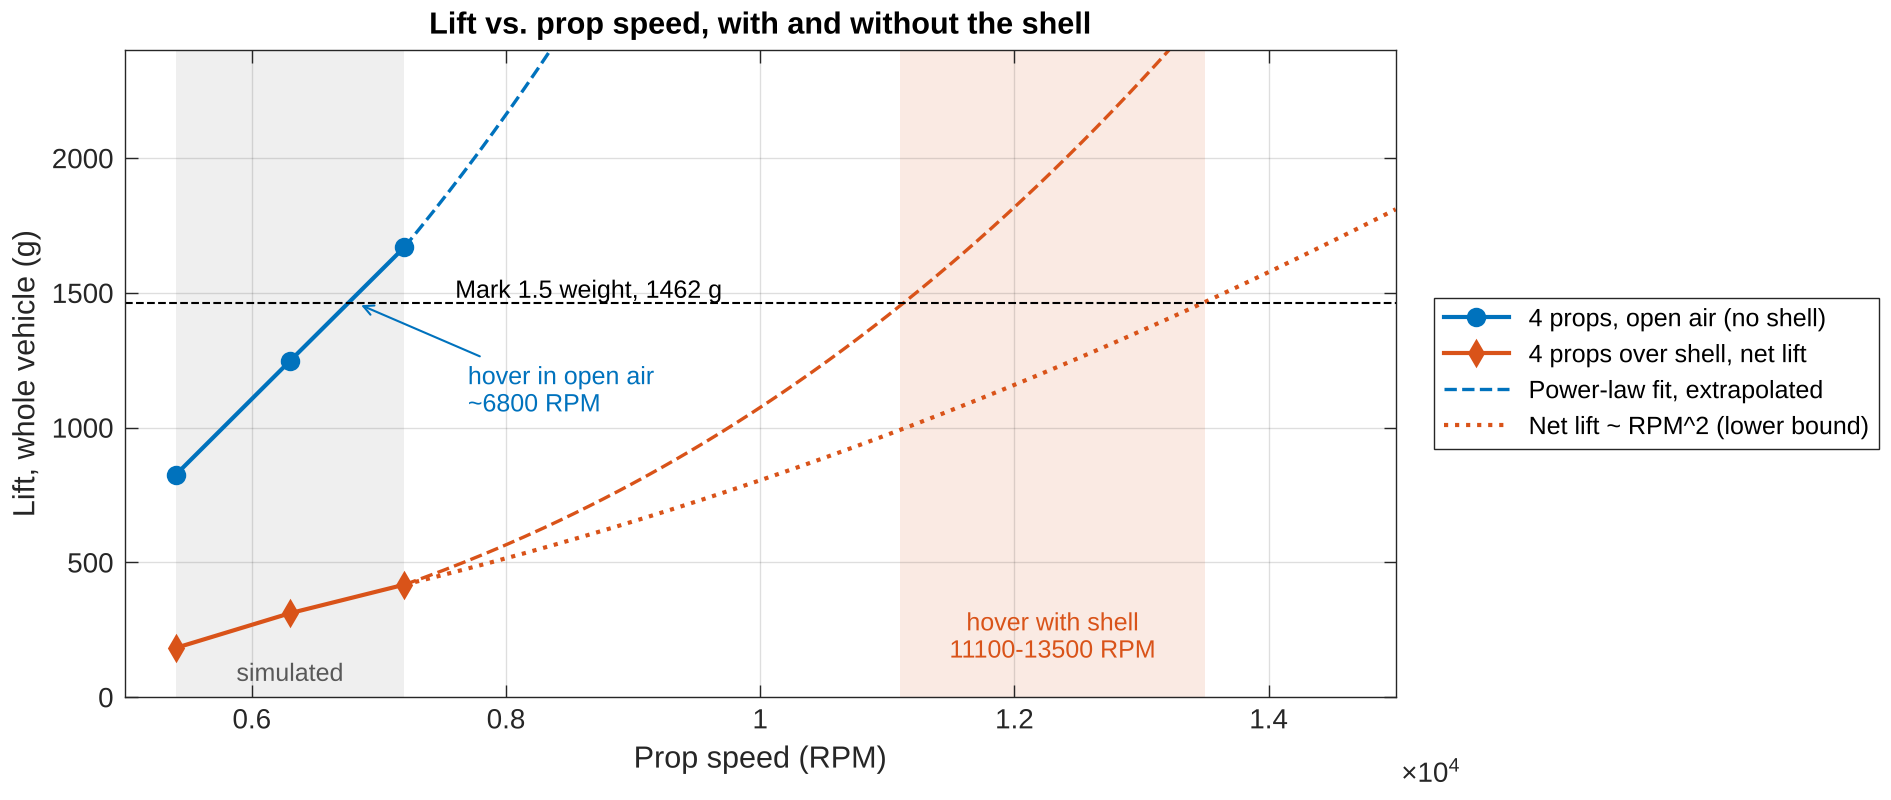 Lift vs. prop speed, with and without the shell
Lift, whole vehicle (g)
2000
1500
1000
500
0
Mark 1.5 weight, 1462 g
hover in open air
~6800 RPM
hover with shell
11100-13500 RPM
simulated
0.6
0.8
1
1.2
1.4
×10⁴
Prop speed (RPM)
4 props, open air (no shell)
4 props over shell, net lift
Power-law fit, extrapolated
Net lift ~ RPM^2 (lower bound)